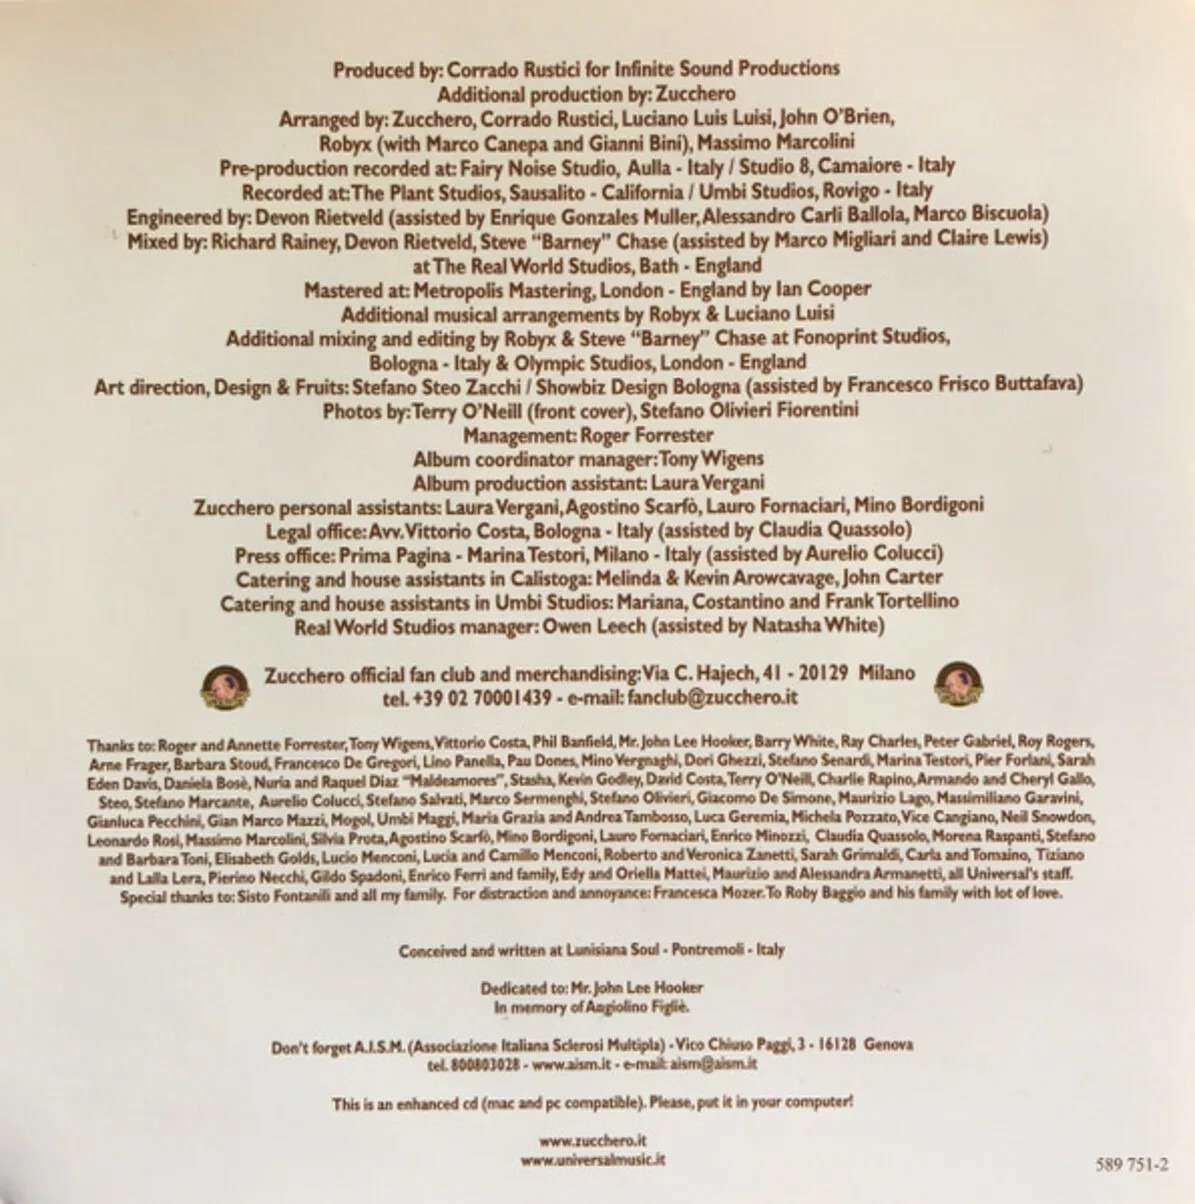 Produced by: Corrado Rustici for Infinite Sound Productions
Additional production by: Zucchero
Arranged by: Zucchero, Corrado Rustici, Luciano Luis Luisi, John O'Brien,
Robyx (with Marco Canepa and Gianni Bini), Massimo Marcolini
Pre-production recorded at: Fairy Noise Studio, Aulla - Italy / Studio 8, Camaiore - Italy
Recorded at: The Plant Studios, Sausalito - California / Umbi Studios, Rovigo - Italy
Engineered by: Devon Rietveld (assisted by Enrique Gonzales Muller, Alessandro Carli Ballola, Marco Biscuola)
Mixed by: Richard Rainey, Devon Rietveld, Steve "Barney" Chase (assisted by Marco Migliari and Claire Lewis)
at The Real World Studios, Bath - England
Mastered at: Metropolis Mastering, London - England by Ian Cooper
Additional musical arrangements by Robyx & Luciano Luisi
Additional mixing and editing by Robyx & Steve "Barney" Chase at Fonoprint Studios,
Bologna - Italy & Olympic Studios, London - England
Art direction, Design & Fruits: Stefano Steo Zacchi / Showbiz Design Bologna (assisted by Francesco Frisco Buttafava)
Photos by: Terry O'Neill (front cover), Stefano Olivieri Fiorentini
Management: Roger Forrester
Album coordinator manager: Tony Wigens
Album production assistant: Laura Vergani
Zucchero personal assistants: Laura Vergani, Agostino Scarfò, Lauro Fornaciari, Mino Bordigoni
Legal office: Avv. Vittorio Costa, Bologna - Italy (assisted by Claudia Quassolo)
Press office: Prima Pagina - Marina Testori, Milano - Italy (assisted by Aurelio Colucci)
Catering and house assistants in Calistoga: Melinda & Kevin Arowcavage, John Carter
Catering and house assistants in Umbi Studios: Mariana, Costantino and Frank Tortellino
Real World Studios manager: Owen Leech (assisted by Natasha White)
Zucchero official fan club and merchandising: Via C. Hajech, 41 - 20129 Milano
tel. +39 02 70001439 - e-mail: fanclub@zucchero.it
Thanks to: Roger and Annette Forrester, Tony Wigens, Vittorio Costa, Phil Banfield, Mr. John Lee Hooker, Barry White, Ray Charles, Peter Gabriel, Roy Rogers,
Arne Frager, Barbara Stoud, Francesco De Gregori, Lino Panella, Pau Dones, Mino Vergnaghi, Dori Ghezzi, Stefano Senardi, Marina Testori, Pier Forlani, Sarah
Eden Davis, Daniela Bosè, Nuria and Raquel Diaz "Maldeamores", Stasha, Kevin Godley, David Costa, Terry O'Neill, Charlie Rapino, Armando and Cheryl Gallo,
Steo, Stefano Marcante, Aurelio Colucci, Stefano Salvati, Marco Sermenghi, Stefano Olivieri, Giacomo De Simone, Maurizio Lago, Massimiliano Garavini,
Gianluca Pecchini, Gian Marco Mazzi, Mogol, Umbi Maggi, Maria Grazia and Andrea Tambosso, Luca Geremia, Michela Pozzato, Vice Cangiano, Neil Snowdon,
Leonardo Rosi, Massimo Marcolini, Silvia Prota, Agostino Scarfò, Mino Bordigoni, Lauro Fornaciari, Enrico Minozzi, Claudia Quassolo, Morena Raspanti, Stefano
and Barbara Toni, Elisabeth Golds, Lucio Menconi, Lucia and Camillo Menconi, Roberto and Veronica Zanetti, Sarah Grimaldi, Carla and Tomaino, Tiziano
and Lalla Lera, Pierino Necchi, Gildo Spadoni, Enrico Ferri and family, Edy and Oriella Mattei, Maurizio and Alessandra Armanetti, all Universal's staff.
Special thanks to: Sisto Fontanili and all my family. For distraction and annoyance: Francesca Mozer. To Roby Baggio and his family with lot of love.
Conceived and written at Lunisiana Soul - Pontremoli - Italy
Dedicated to: Mr. John Lee Hooker
In memory of Angiolino Figliè.
Don't forget A.I.S.M. (Associazione Italiana Sclerosi Multipla) - Vico Chiuso Paggi, 3 - 16128 Genova
tel. 800803028 - www.aism.it - e-mail: aism@aism.it
This is an enhanced cd (mac and pc compatible). Please, put it in your computer!
www.zucchero.it
www.universalmusic.it
589 751-2